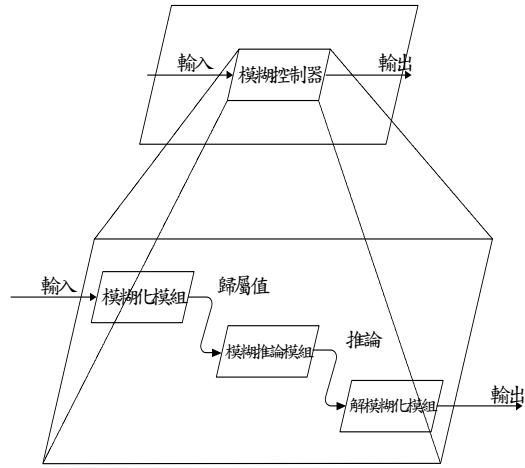 輸入
模糊控制器
輸出
輸入
模糊化模組
歸屬值
模糊推論模組
推論
解模糊化模組
輸出